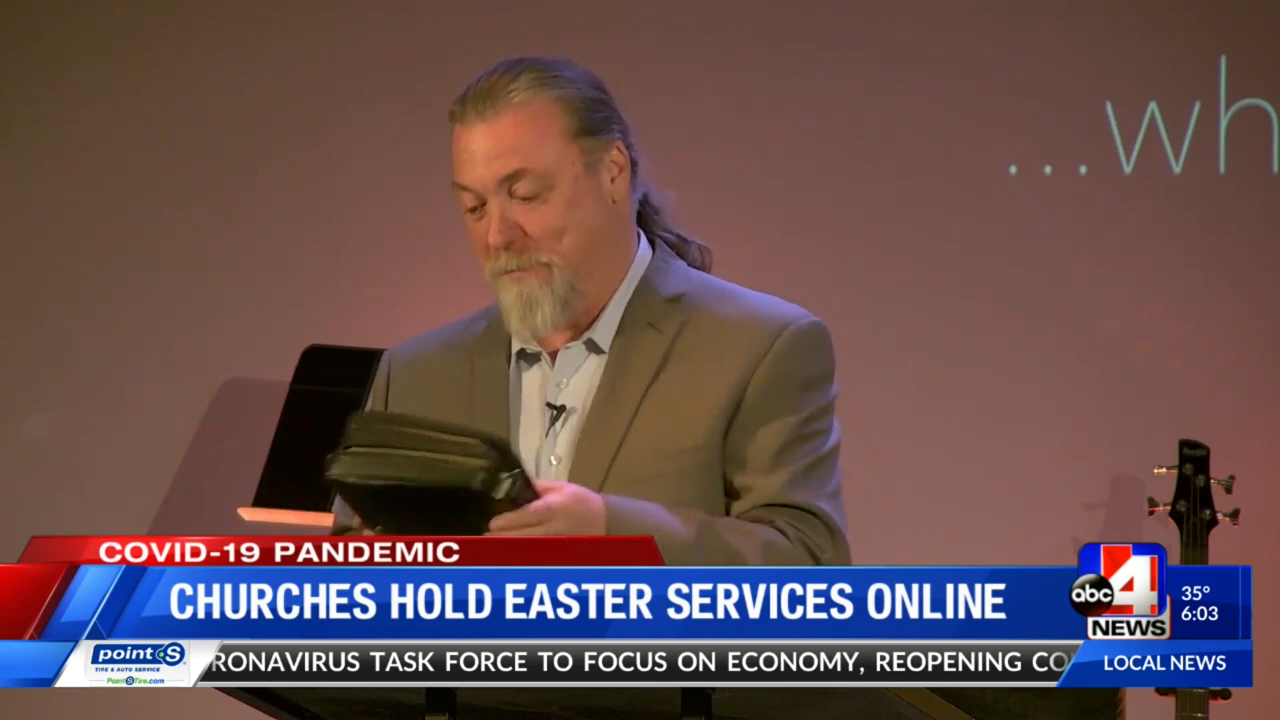 ...wh
COVID-19 PANDEMIC
CHURCHES HOLD EASTER SERVICES ONLINE
abc 4
NEWS
35°
6:03
point S
TIRE & AUTO SERVICE
PointSTire.com
RONAVIRUS TASK FORCE TO FOCUS ON ECONOMY, REOPENING CO
LOCAL NEWS